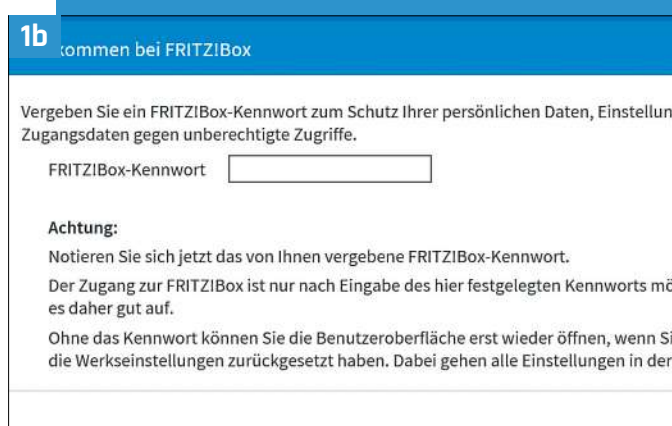 1b
kommen bei FRITZ!Box
Vergeben Sie ein FRITZ!Box-Kennwort zum Schutz Ihrer persönlichen Daten, Einstellun
Zugangsdaten gegen unberechtigte Zugriffe.
FRITZ!Box-Kennwort
Achtung:
Notieren Sie sich jetzt das von Ihnen vergebene FRITZ!Box-Kennwort.
Der Zugang zur FRITZ!Box ist nur nach Eingabe des hier festgelegten Kennworts mö
es daher gut auf.
Ohne das Kennwort können Sie die Benutzeroberfläche erst wieder öffnen, wenn Si
die Werkseinstellungen zurückgesetzt haben. Dabei gehen alle Einstellungen in der